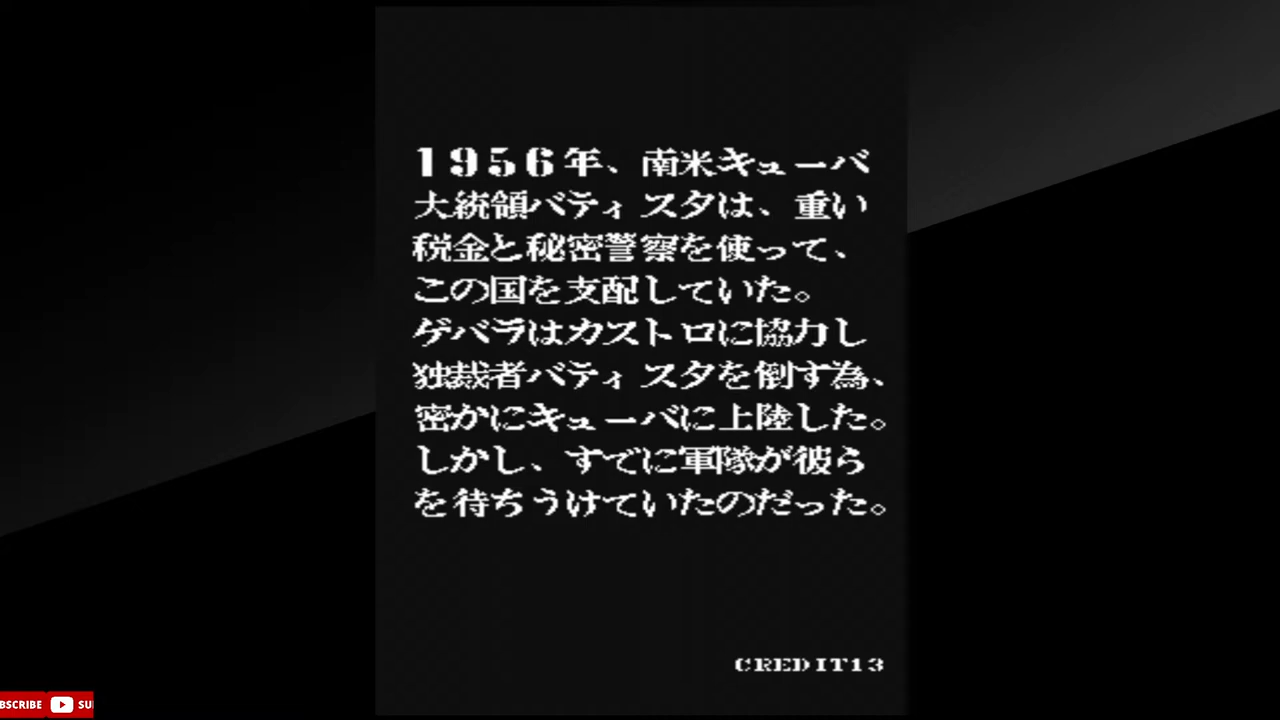 1956年、南米キューバ
大統領バティスタは、重い
税金と秘密警察を使って、
この国を支配していた。
ゲバラはカストロに協力し
独裁者バティスタを倒す為、
密かにキューバに上陸した。
しかし、すでに軍隊が彼ら
を待ちうけていたのだった。
CREDIT13
BSCRIBE SU